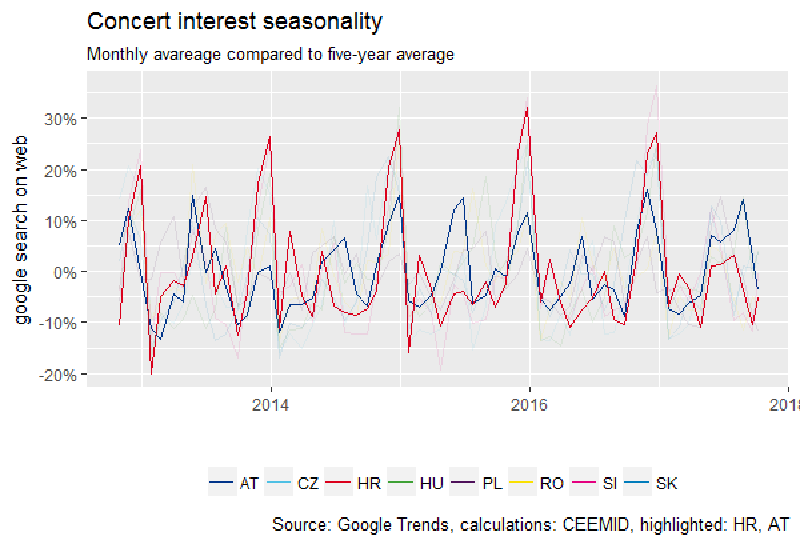 Concert interest seasonality
Monthly avareage compared to five-year average
google search on web
30%
20%
10%
0%
-10%
-20%
2014
2016
2018
AT CZ HR HU PL RO SI SK
Source: Google Trends, calculations: CEEMID, highlighted: HR, AT